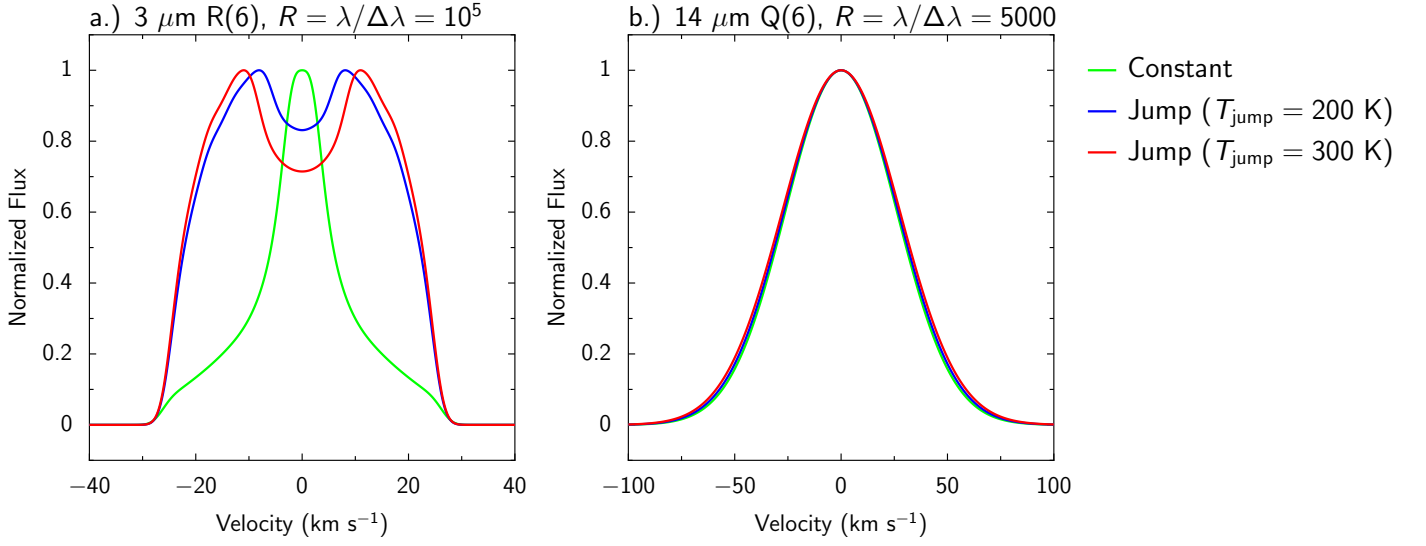 a.) 3 μm R(6), R = λ/Δλ = 10⁵
1
0.8
0.6
0.4
0.2
0
Normalized Flux
−40
−20
0
20
40
Velocity (km s⁻¹)
b.) 14 μm Q(6), R = λ/Δλ = 5000
1
0.8
0.6
0.4
0.2
0
Normalized Flux
−100
−50
0
50
100
Velocity (km s⁻¹)
Constant
Jump (T_jump = 200 K)
Jump (T_jump = 300 K)